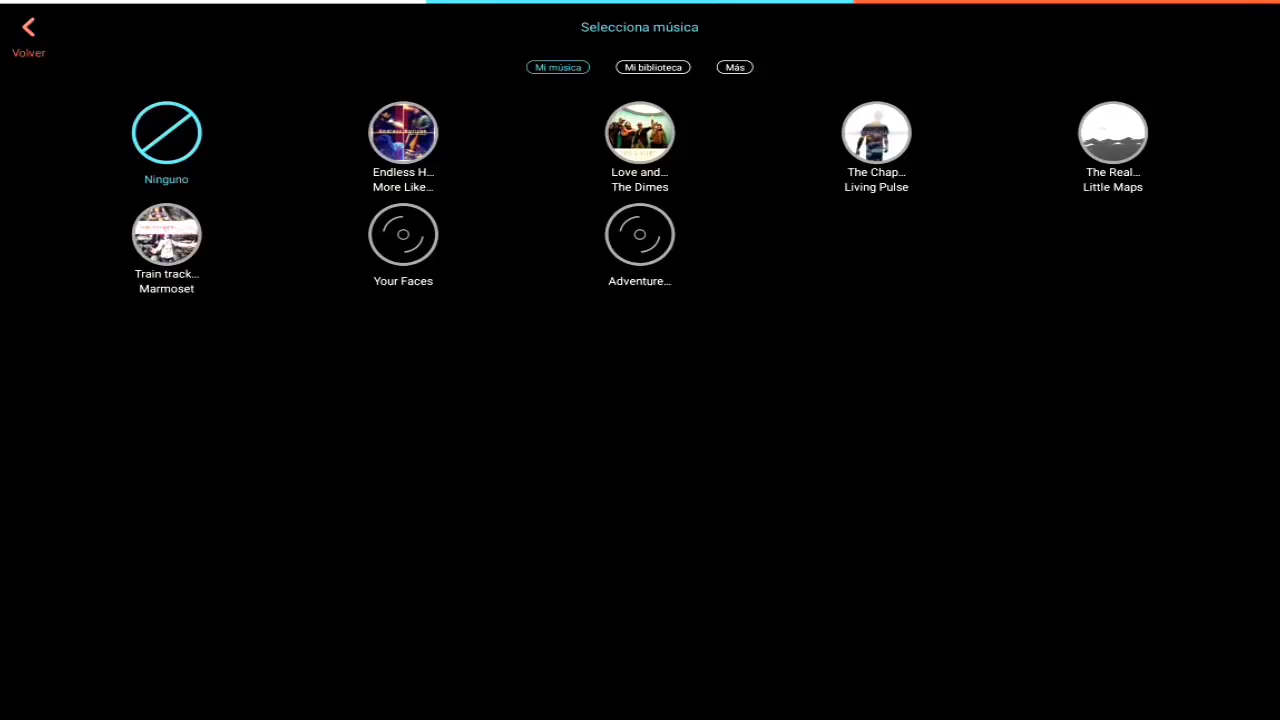 Selecciona música
Volver
Mi música
Mi biblioteca
Más
Ninguno
Endless H...
More Like...
Love and...
The Dimes
The Chap...
Living Pulse
The Real...
Little Maps
Train track...
Marmoset
Your Faces
Adventure...